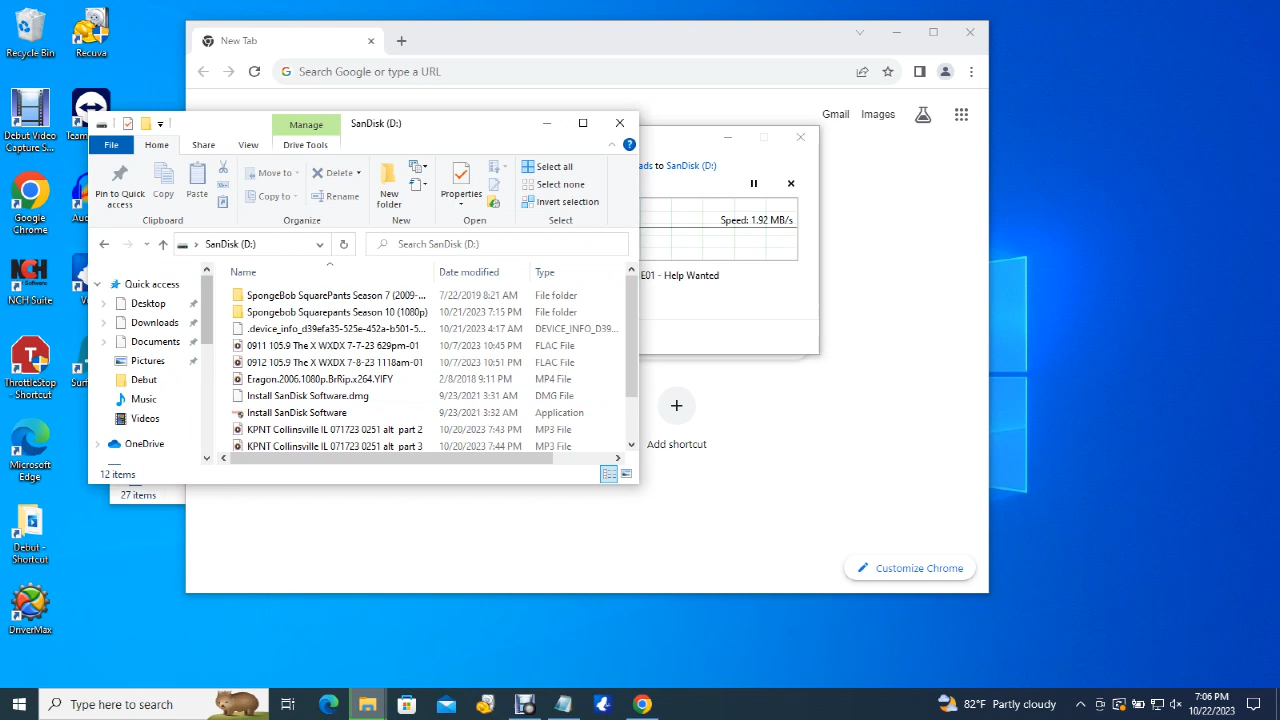 Recycle Bin
Recuva
Debut Video Capture S...
Team
Google Chrome
Auc
NCH Suite
ThrottleStop - Shortcut
Surf
Microsoft Edge
Debut - Shortcut
DriverMax
New Tab
Search Google or type a URL
Gmail Images
Add shortcut
Customize Chrome
ads to SanDisk (D:)
Speed: 1.92 MB/s
E01 - Help Wanted
27 items
Manage
SanDisk (D:)
File Home Share View Drive Tools
Pin to Quick access
Copy
Paste
Clipboard
Move to
Copy to
Delete
Rename
Organize
New folder
New
Properties
Open
Select all
Select none
Invert selection
Select
SanDisk (D:)
Search SanDisk (D:)
Quick access
Desktop
Downloads
Documents
Pictures
Debut
Music
Videos
OneDrive
Name Date modified Type
SpongeBob SquarePants Season 7 (2009-... 7/22/2019 8:21 AM File folder
SpongeBob Squarepants Season 10 (1080p) 10/21/2023 7:15 PM File folder
.device_info_d39efa35-525e-452a-b501-5... 10/21/2023 4:17 AM DEVICE_INFO_D39...
0911 105.9 The X WXDX 7-7-23 629pm-01 10/7/2023 10:45 PM FLAC File
0912 105.9 The X WXDX 7-8-23 1118am-01 10/7/2023 10:51 PM FLAC File
Eragon.2006.1080p.BrRip.x264.YIFY 2/8/2018 9:11 PM MP4 File
Install SanDisk Software.dmg 9/23/2021 3:31 AM DMG File
Install SanDisk Software 9/23/2021 3:32 AM Application
KPNT Collinsville IL 071723 0251 alt part 2 10/20/2023 7:43 PM MP3 File
KPNT Collinsville IL 071723 0251 alt part 3 10/20/2023 7:44 PM MP3 File
12 items
Type here to search
82°F Partly cloudy
7:06 PM
10/22/2023